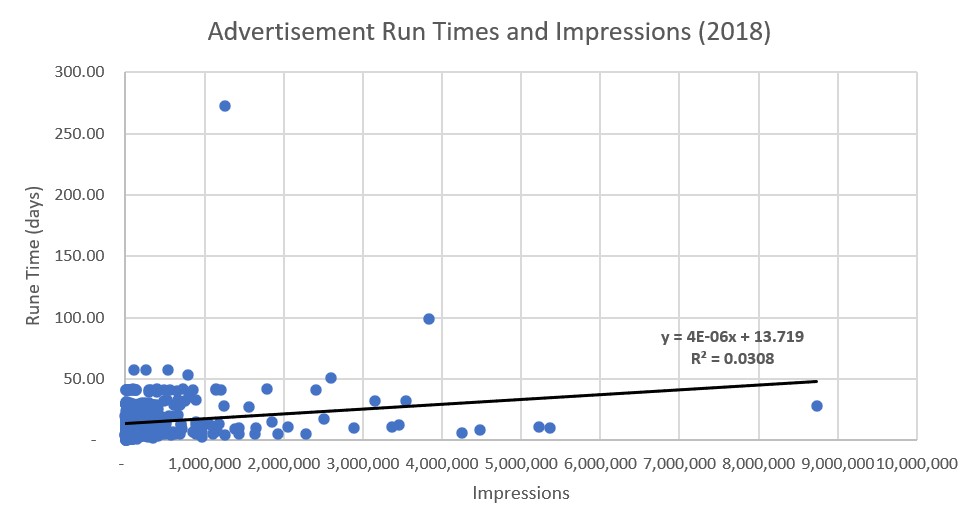 Advertisement Run Times and Impressions (2018)
300.00
250.00
200.00
150.00
100.00
50.00
-
Rune Time (days)
y = 4E-06x + 13.719
R² = 0.0308
- 1,000,000 2,000,000 3,000,000 4,000,000 5,000,000 6,000,000 7,000,000 8,000,000 9,000,000 10,000,000
Impressions